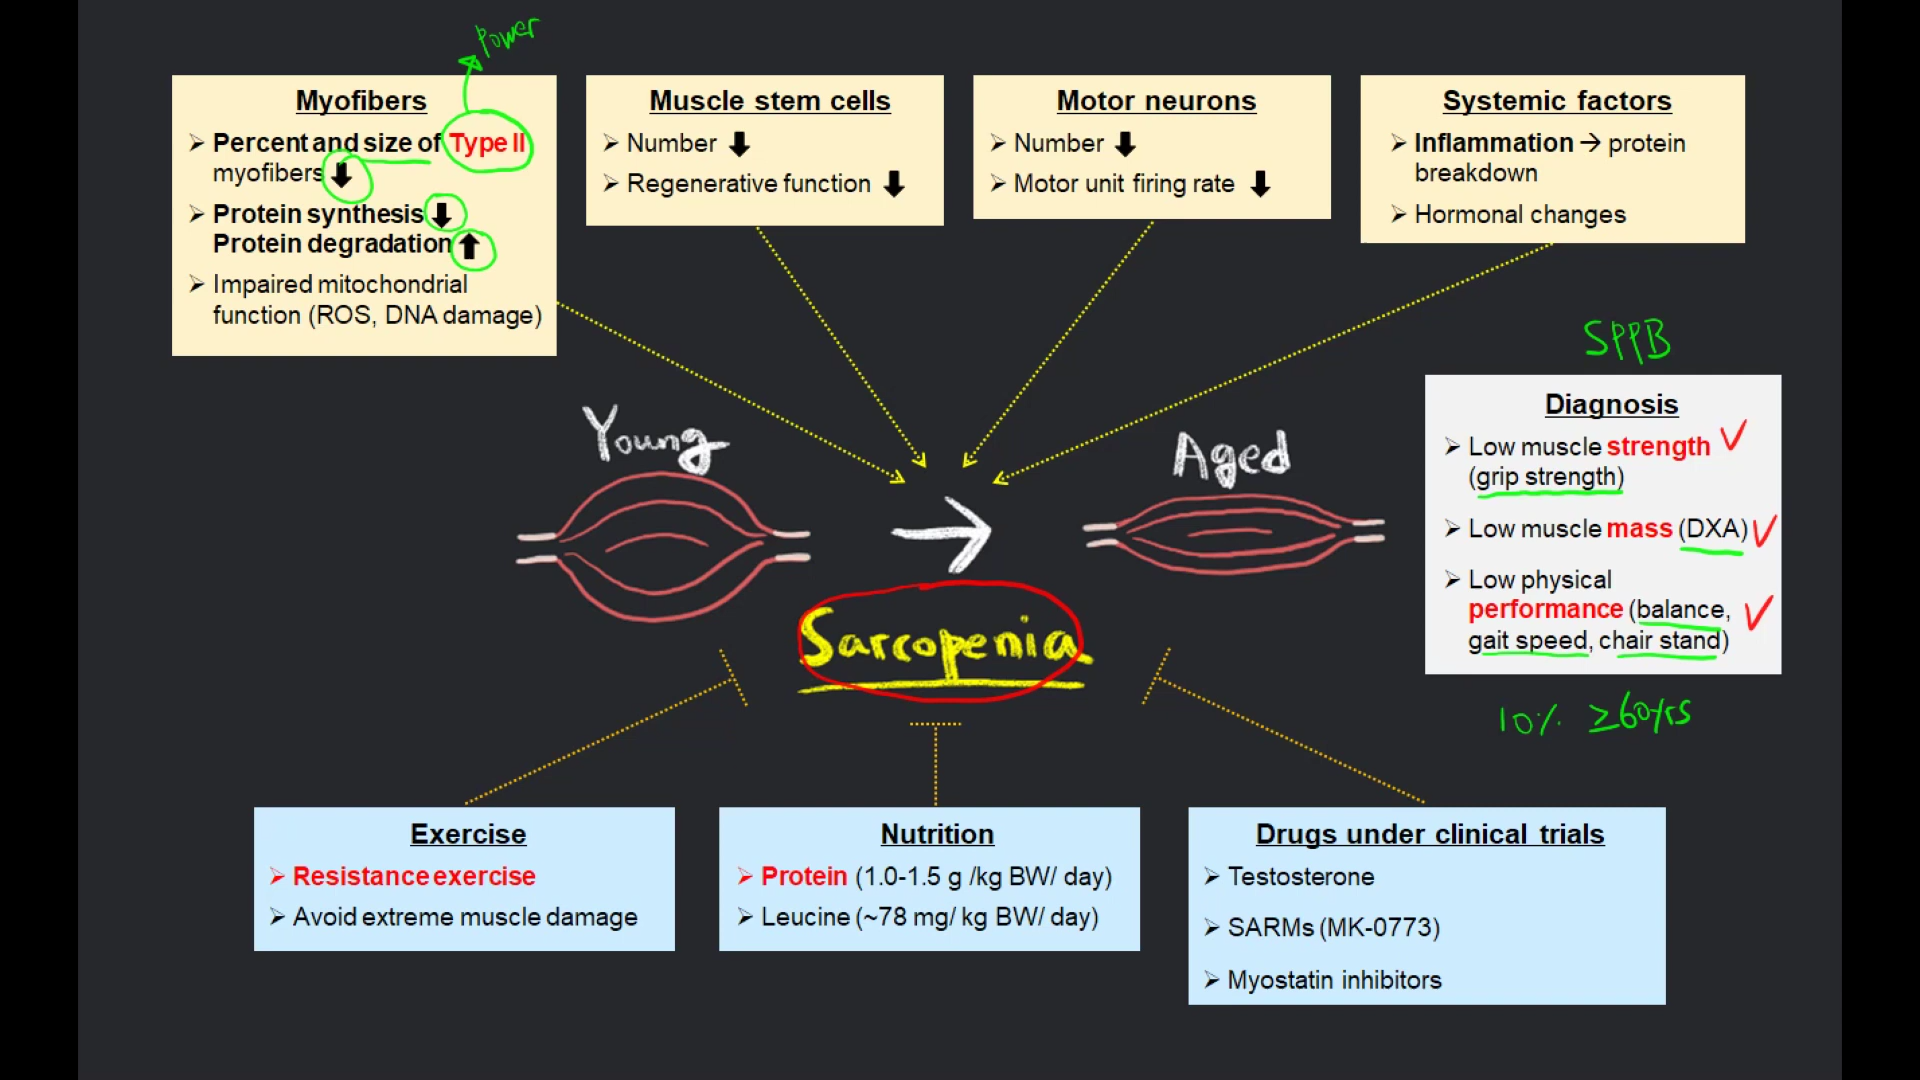 Power
Myofibers
➢ Percent and size of Type II
myofibers ⬇
➢ Protein synthesis ⬇
Protein degradation ⬆
➢ Impaired mitochondrial
function (ROS, DNA damage)
Muscle stem cells
➢ Number ⬇
➢ Regenerative function ⬇
Motor neurons
➢ Number ⬇
➢ Motor unit firing rate ⬇
Systemic factors
➢ Inflammation → protein
breakdown
➢ Hormonal changes
SPPB
Diagnosis
➢ Low muscle strength ✓
(grip strength)
➢ Low muscle mass (DXA) ✓
➢ Low physical
performance (balance, ✓
gait speed, chair stand)
10% ≥60yrs
Young
Aged
Sarcopenia
Exercise
➢ Resistance exercise
➢ Avoid extreme muscle damage
Nutrition
➢ Protein (1.0-1.5 g /kg BW/ day)
➢ Leucine (~78 mg/ kg BW/ day)
Drugs under clinical trials
➢ Testosterone
➢ SARMs (MK-0773)
➢ Myostatin inhibitors